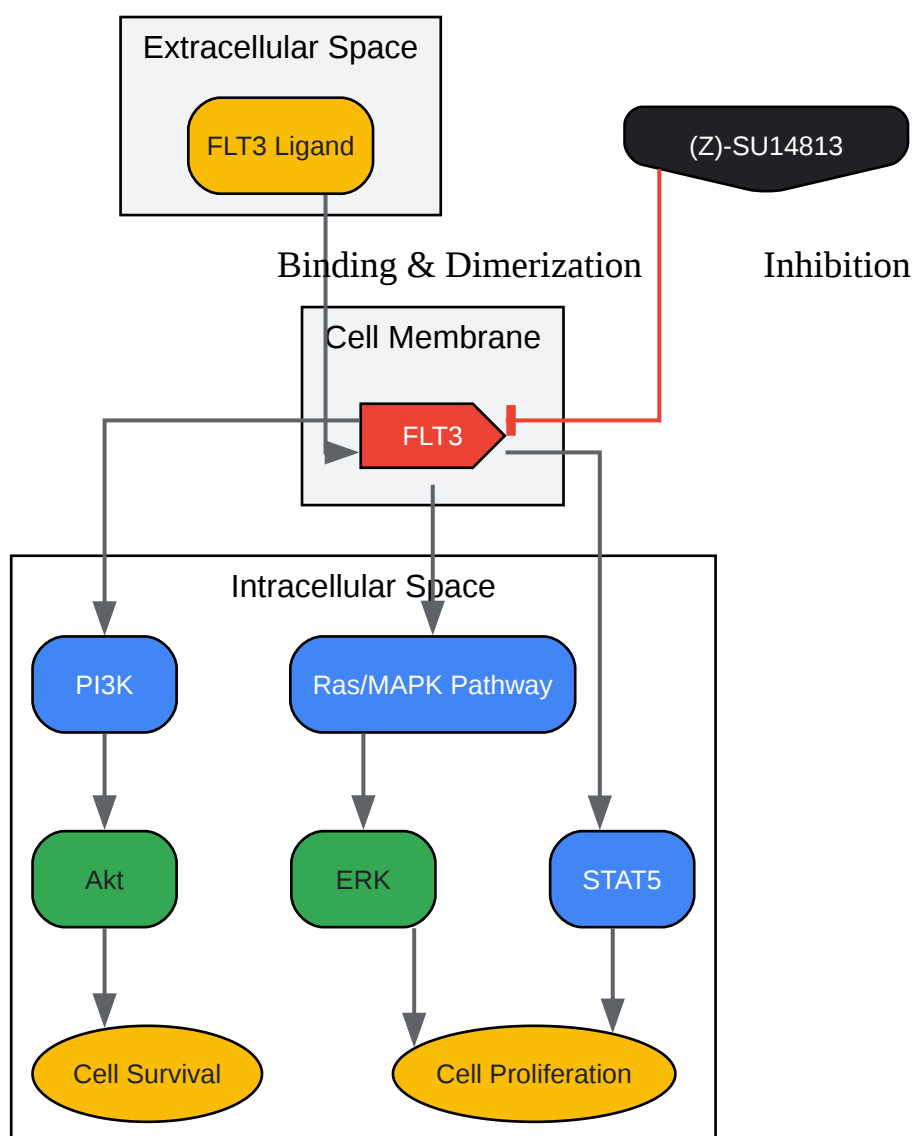 Extracellular Space
FLT3 Ligand
(Z)-SU14813
Binding & Dimerization
Inhibition
Cell Membrane
FLT3
Intracellular Space
PI3K
Ras/MAPK Pathway
Akt
ERK
STAT5
Cell Survival
Cell Proliferation